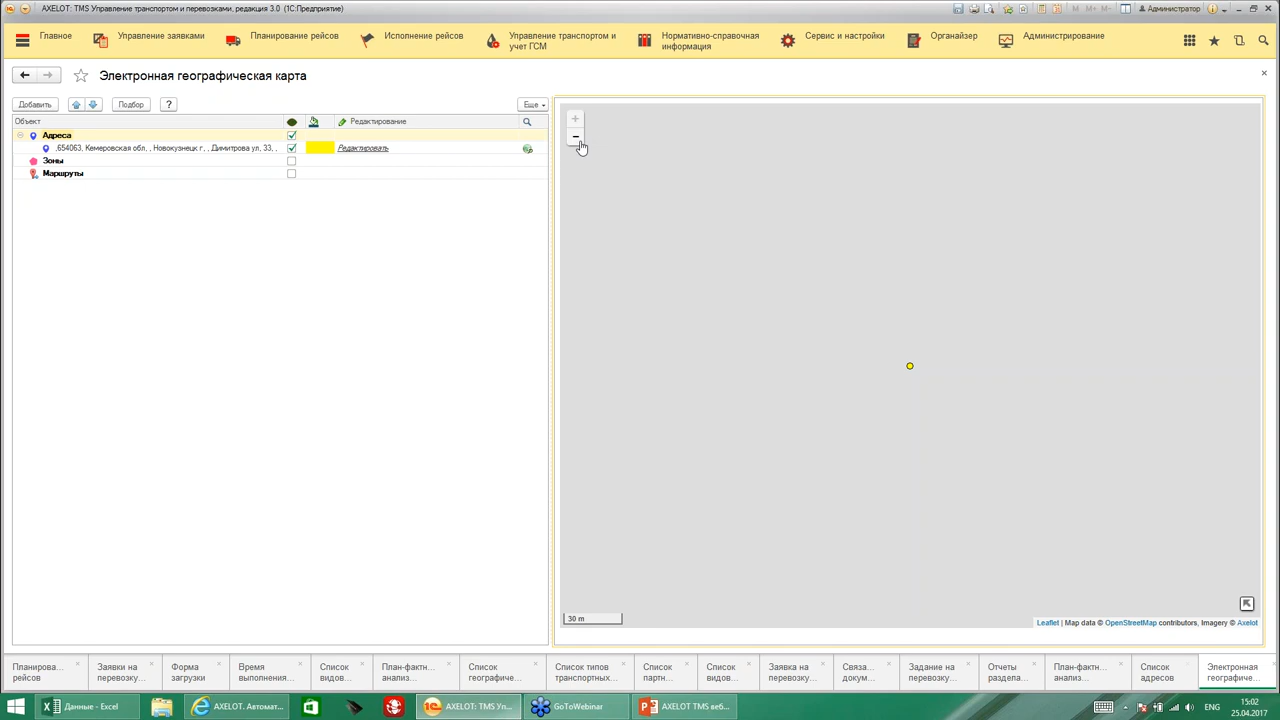 AXELOT: TMS Управление транспортом и перевозками, редакция 3.0 (1С:Предприятие)
M M+ M- Администратор
Главное
Управление заявками
Планирование рейсов
Исполнение рейсов
Управление транспортом и
учет ГСМ
Нормативно-справочная
информация
Сервис и настройки
Органайзер
Администрирование
Электронная географическая карта
Добавить
Подбор
?
Еще
Объект
Редактирование
Адреса
,654063, Кемеровская обл, , Новокузнецк г, , Димитрова ул, 33, ,
Редактировать
Зоны
Маршруты
+
-
30 m
Leaflet | Map data © OpenStreetMap contributors, Imagery © Axelot
Планирова...
рейсов
Заявки на
перевозку...
Форма
загрузки
Время
выполнения...
Список
видов...
План-фактн...
анализ...
Список
географиче...
Список типов
транспортных...
Список
партн...
Список
видов...
Заявка на
перевозку...
Связа...
докум...
Задание на
перевозку...
Отчеты
раздела...
План-фактн...
анализ...
Список
адресов
Электронная
географиче...
Данные - Excel
AXELOT. Автомат...
AXELOT: TMS Уп...
GoToWebinar
AXELOT TMS веб...
ENG
15:02
25.04.2017